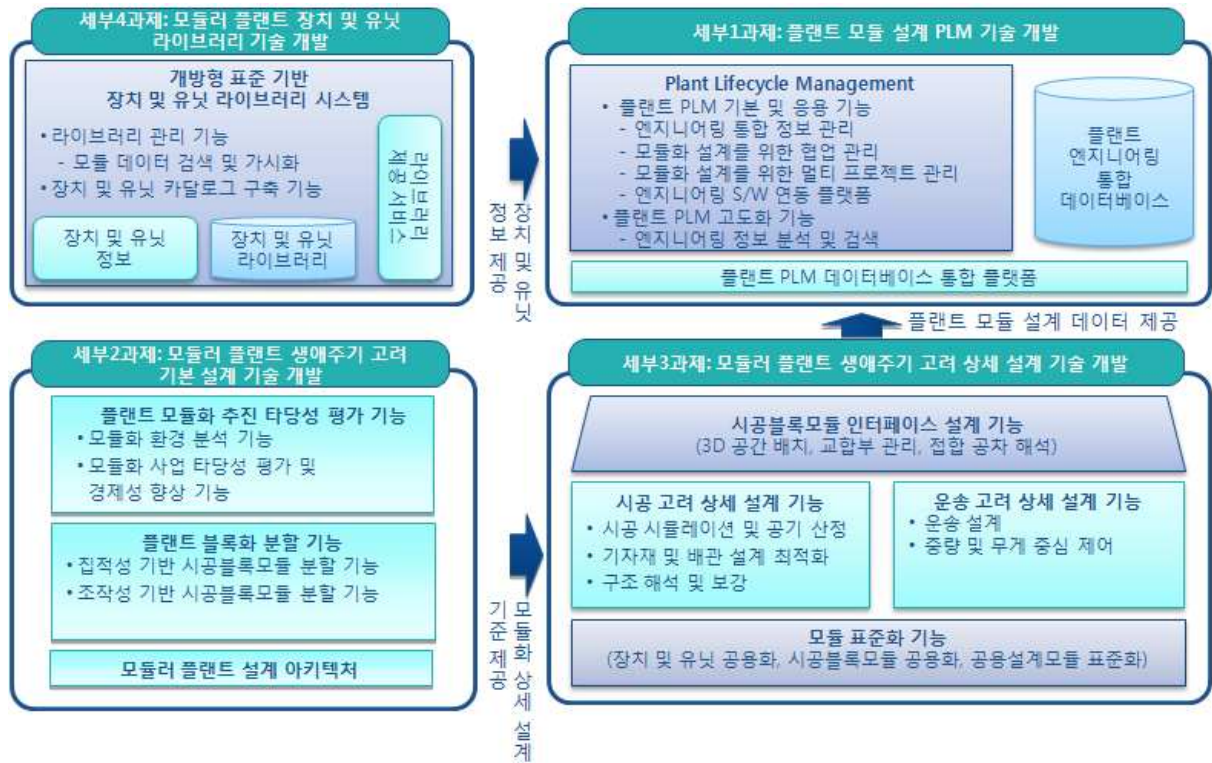 세부4과제: 모듈러 플랜트 장치 및 유닛
라이브러리 기술 개발
개방형 표준 기반
장치 및 유닛 라이브러리 시스템
•라이브러리 관리 기능
- 모듈 데이터 검색 및 가시화
•장치 및 유닛 카달로그 구축 기능
장치 및 유닛
정보
장치 및 유닛
라이브러리
라이브러리
제공 서비스
장치 및 유닛
정보 제공
세부1과제: 플랜트 모듈 설계 PLM 기술 개발
Plant Lifecycle Management
• 플랜트 PLM 기본 및 응용 기능
- 엔지니어링 통합 정보 관리
- 모듈화 설계를 위한 협업 관리
- 모듈화 설계를 위한 멀티 프로젝트 관리
- 엔지니어링 S/W 연동 플랫폼
•플랜트 PLM 고도화 기능
- 엔지니어링 정보 분석 및 검색
플랜트
엔지니어링
통합
데이터베이스
플랜트 PLM 데이터베이스 통합 플랫폼
플랜트 모듈 설계 데이터 제공
세부2과제: 모듈러 플랜트 생애주기 고려
기본 설계 기술 개발
플랜트 모듈화 추진 타당성 평가 기능
• 모듈화 환경 분석 기능
• 모듈화 사업 타당성 평가 및
경제성 향상 기능
플랜트 블록화 분할 기능
• 집적성 기반 시공블록모듈 분할 기능
• 조작성 기반 시공블록모듈 분할 기능
모듈러 플랜트 설계 아키텍처
모듈화 상세 설계
기준 제공
세부3과제: 모듈러 플랜트 생애주기 고려 상세 설계 기술 개발
시공블록모듈 인터페이스 설계 기능
(3D 공간 배치, 교합부 관리, 접합 공차 해석)
시공 고려 상세 설계 기능
• 시공 시뮬레이션 및 공기 산정
• 기자재 및 배관 설계 최적화
• 구조 해석 및 보강
운송 고려 상세 설계 기능
• 운송 설계
• 중량 및 무게 중심 제어
모듈 표준화 기능
(장치 및 유닛 공용화, 시공블록모듈 공용화, 공용설계모듈 표준화)